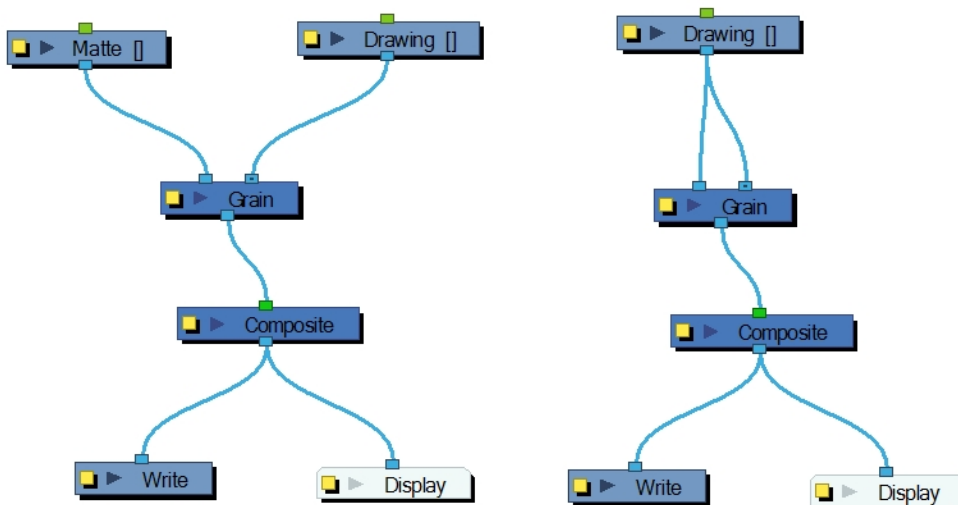 Matte []
Drawing []
Grain
Composite
Write
Display
Drawing []
Grain
Composite
Write
Display